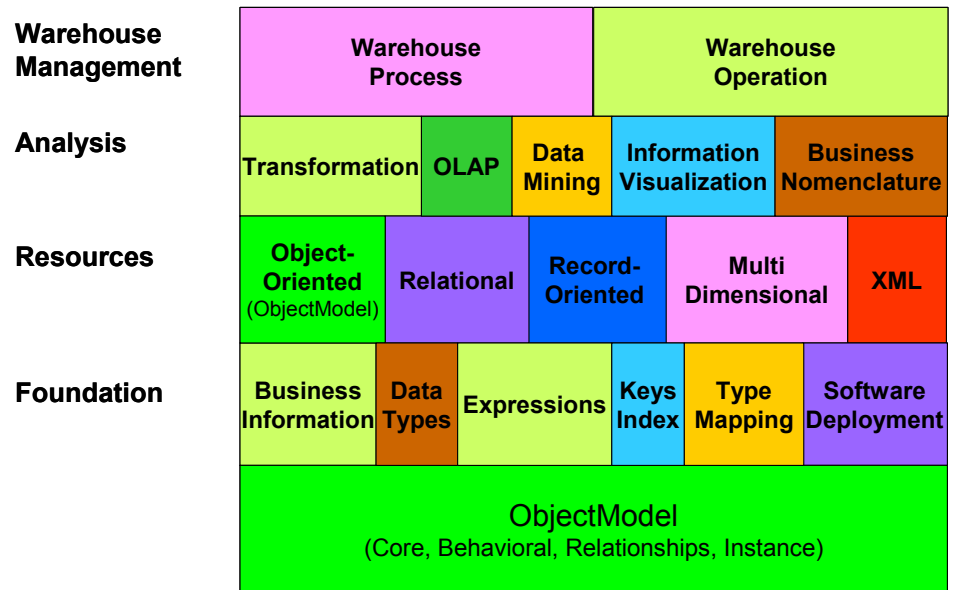 Warehouse
Management
Warehouse
Process
Warehouse
Operation
Analysis
Transformation
OLAP
Data
Mining
Information
Visualization
Business
Nomenclature
Resources
Object-
Oriented
(ObjectModel)
Relational
Record-
Oriented
Multi
Dimensional
XML
Foundation
Business
Information
Data
Types
Expressions
Keys
Index
Type
Mapping
Software
Deployment
ObjectModel
(Core, Behavioral, Relationships, Instance)